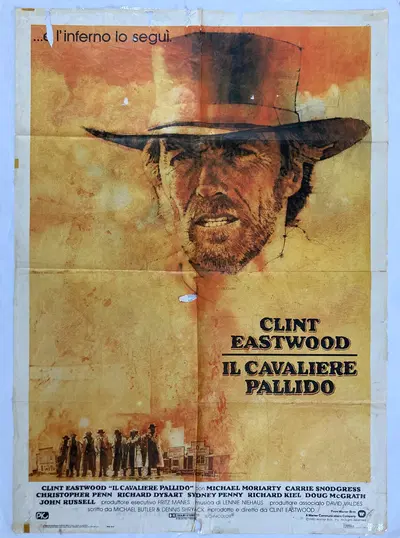 ...e l'inferno lo seguì.
CLINT
EASTWOOD
IL CAVALIERE
PALLIDO
CLINT EASTWOOD "IL CAVALIERE PALLIDO" con MICHAEL MORIARTY CARRIE SNODGRESS
CHRISTOPHER PENN RICHARD DYSART SYDNEY PENNY RICHARD KIEL DOUG McGRATH
JOHN RUSSELL produttore esecutivo FRITZ MANES musica di LENNIE NIEHAUS produttore associato DAVID VALDES
scritto da MICHAEL BUTLER & DENNIS SHRYACK prodotto e diretto da CLINT EASTWOOD